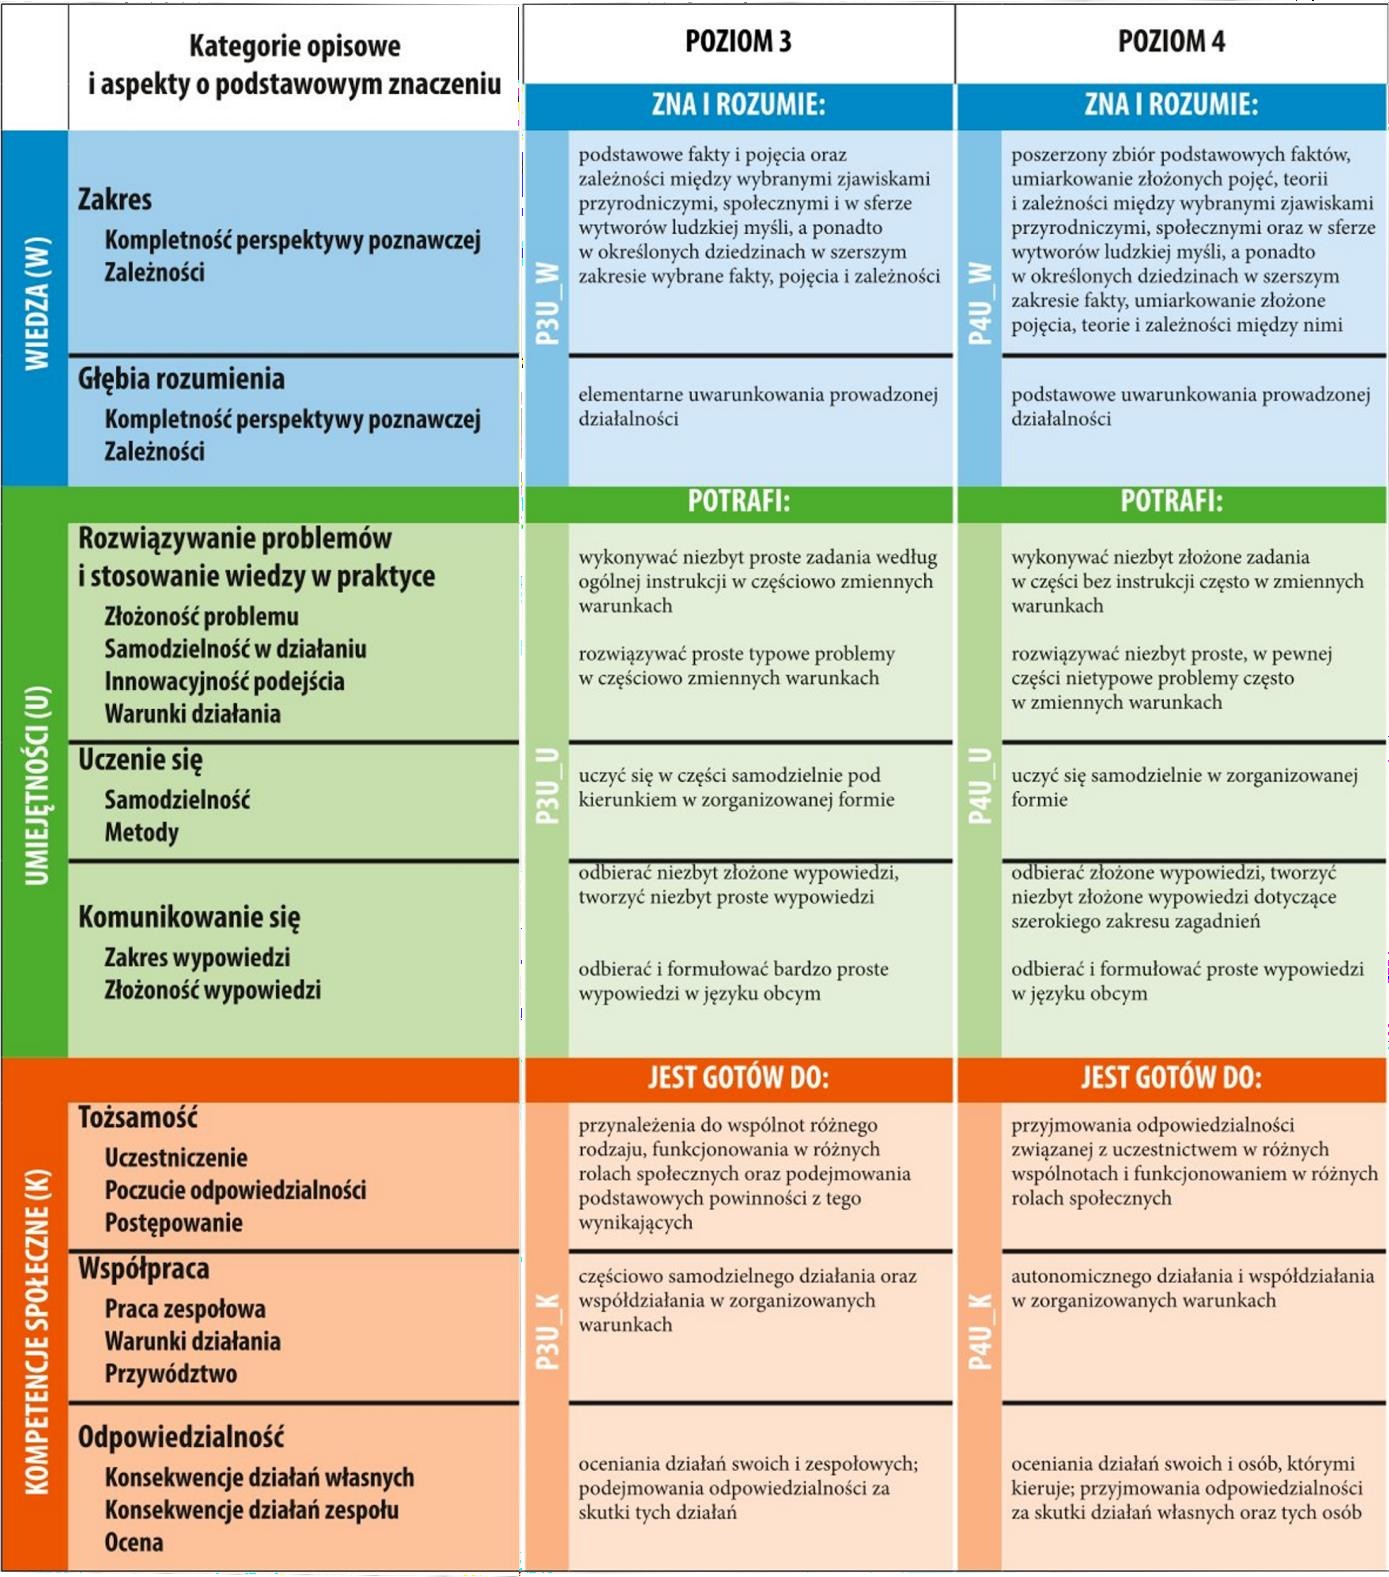 Kategorie opisowe
i aspekty o podstawowym znaczeniu
POZIOM 3
POZIOM 4
ZNA I ROZUMIE:
ZNA I ROZUMIE:
WIEDZA (W)
Zakres
Kompletność perspektywy poznawczej
Zależności
P3U_W
podstawowe fakty i pojęcia oraz
zależności między wybranymi zjawiskami
przyrodniczymi, społecznymi i w sferze
wytworów ludzkiej myśli, a ponadto
w określonych dziedzinach w szerszym
zakresie wybrane fakty, pojęcia i zależności
P4U_W
poszerzony zbiór podstawowych faktów,
umiarkowanie złożonych pojęć, teorii
i zależności między wybranymi zjawiskami
przyrodniczymi, społecznymi oraz w sferze
wytworów ludzkiej myśli, a ponadto
w określonych dziedzinach w szerszym
zakresie fakty, umiarkowanie złożone
pojęcia, teorie i zależności między nimi
Głębia rozumienia
Kompletność perspektywy poznawczej
Zależności
elementarne uwarunkowania prowadzonej
działalności
podstawowe uwarunkowania prowadzonej
działalności
POTRAFI:
POTRAFI:
UMIEJĘTNOŚCI (U)
Rozwiązywanie problemów
i stosowanie wiedzy w praktyce
Złożoność problemu
Samodzielność w działaniu
Innowacyjność podejścia
Warunki działania
P3U_U
wykonywać niezbyt proste zadania według
ogólnej instrukcji w częściowo zmiennych
warunkach
rozwiązywać proste typowe problemy
w częściowo zmiennych warunkach
P4U_U
wykonywać niezbyt złożone zadania
w części bez instrukcji często w zmiennych
warunkach
rozwiązywać niezbyt proste, w pewnej
części nietypowe problemy często
w zmiennych warunkach
Uczenie się
Samodzielność
Metody
uczyć się w części samodzielnie pod
kierunkiem w zorganizowanej formie
uczyć się samodzielnie w zorganizowanej
formie
Komunikowanie się
Zakres wypowiedzi
Złożoność wypowiedzi
odbierać niezbyt złożone wypowiedzi,
tworzyć niezbyt proste wypowiedzi
odbierać i formułować bardzo proste
wypowiedzi w języku obcym
odbierać złożone wypowiedzi, tworzyć
niezbyt złożone wypowiedzi dotyczące
szerokiego zakresu zagadnień
odbierać i formułować proste wypowiedzi
w języku obcym
JEST GOTÓW DO:
JEST GOTÓW DO:
KOMPETENCJE SPOŁECZNE (K)
Tożsamość
Uczestniczenie
Poczucie odpowiedzialności
Postępowanie
P3U_K
przynależenia do wspólnot różnego
rodzaju, funkcjonowania w różnych
rolach społecznych oraz podejmowania
podstawowych powinności z tego
wynikających
P4U_K
przyjmowania odpowiedzialności
związanej z uczestnictwem w różnych
wspólnotach i funkcjonowaniem w różnych
rolach społecznych
Współpraca
Praca zespołowa
Warunki działania
Przywództwo
częściowo samodzielnego działania oraz
współdziałania w zorganizowanych
warunkach
autonomicznego działania i współdziałania
w zorganizowanych warunkach
Odpowiedzialność
Konsekwencje działań własnych
Konsekwencje działań zespołu
Ocena
oceniania działań swoich i zespołowych;
podejmowania odpowiedzialności za
skutki tych działań
oceniania działań swoich i osób, którymi
kieruje; przyjmowania odpowiedzialności
za skutki działań własnych oraz tych osób